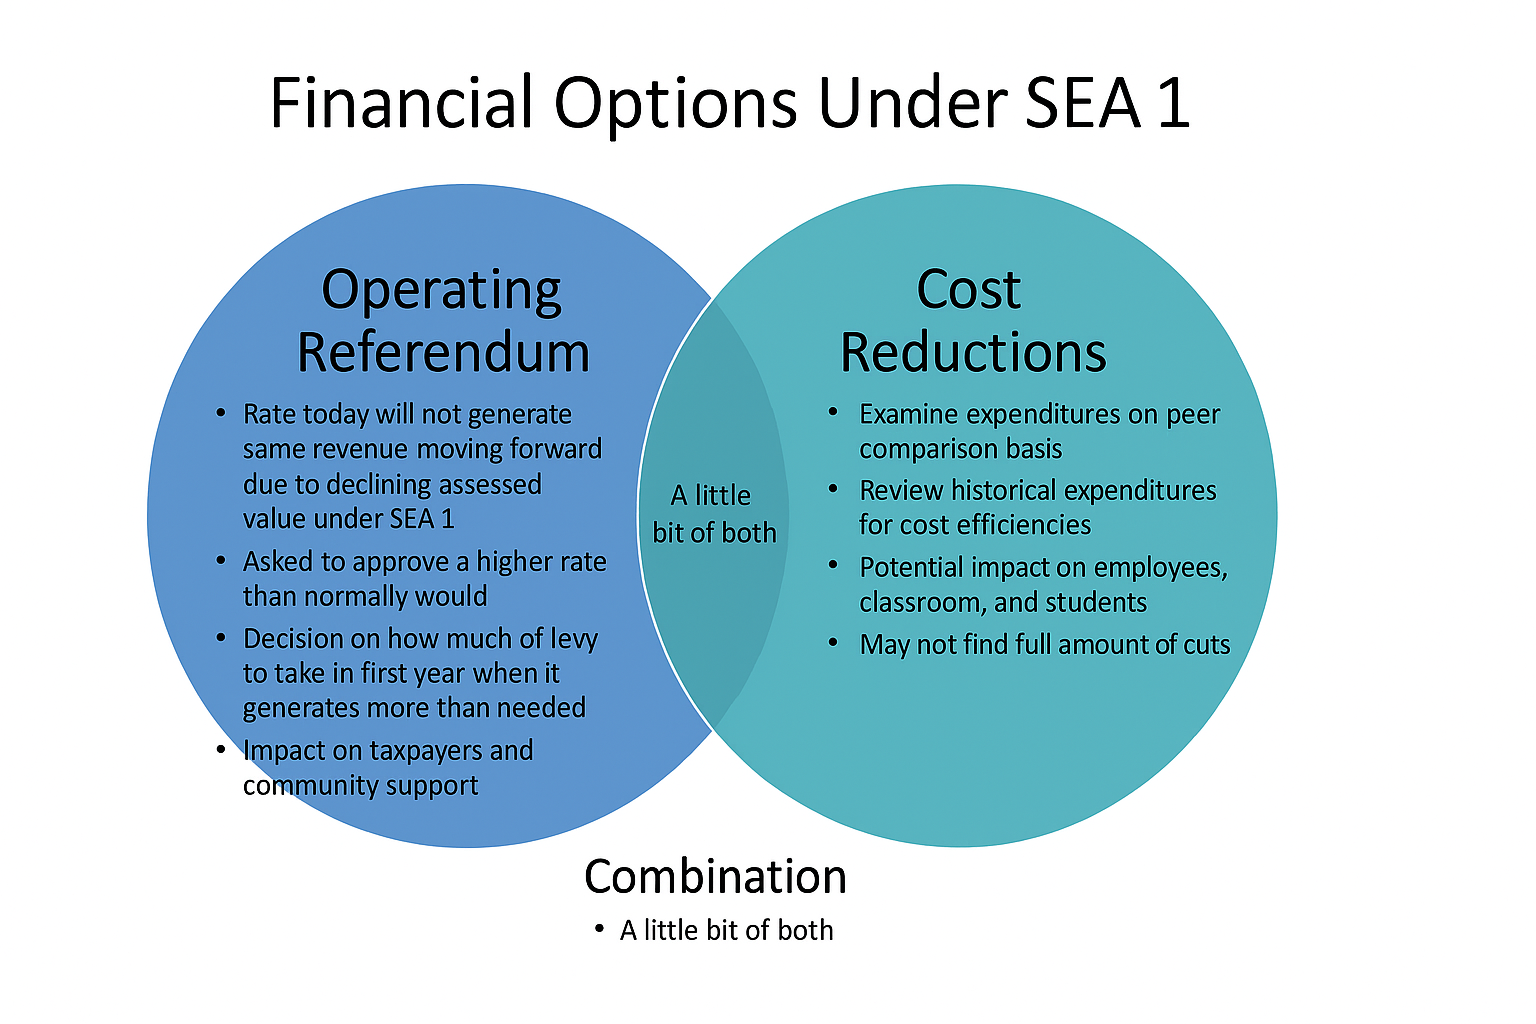 Financial Options Under SEA 1
Operating
Referendum
• Rate today will not generate
same revenue moving forward
due to declining assessed
value under SEA 1
• Asked to approve a higher rate
than normally would
• Decision on how much of levy
to take in first year when it
generates more than needed
• Impact on taxpayers and
community support
A little
bit of both
Cost
Reductions
• Examine expenditures on peer
comparison basis
• Review historical expenditures
for cost efficiencies
• Potential impact on employees,
classroom, and students
• May not find full amount of cuts
Combination
• A little bit of both